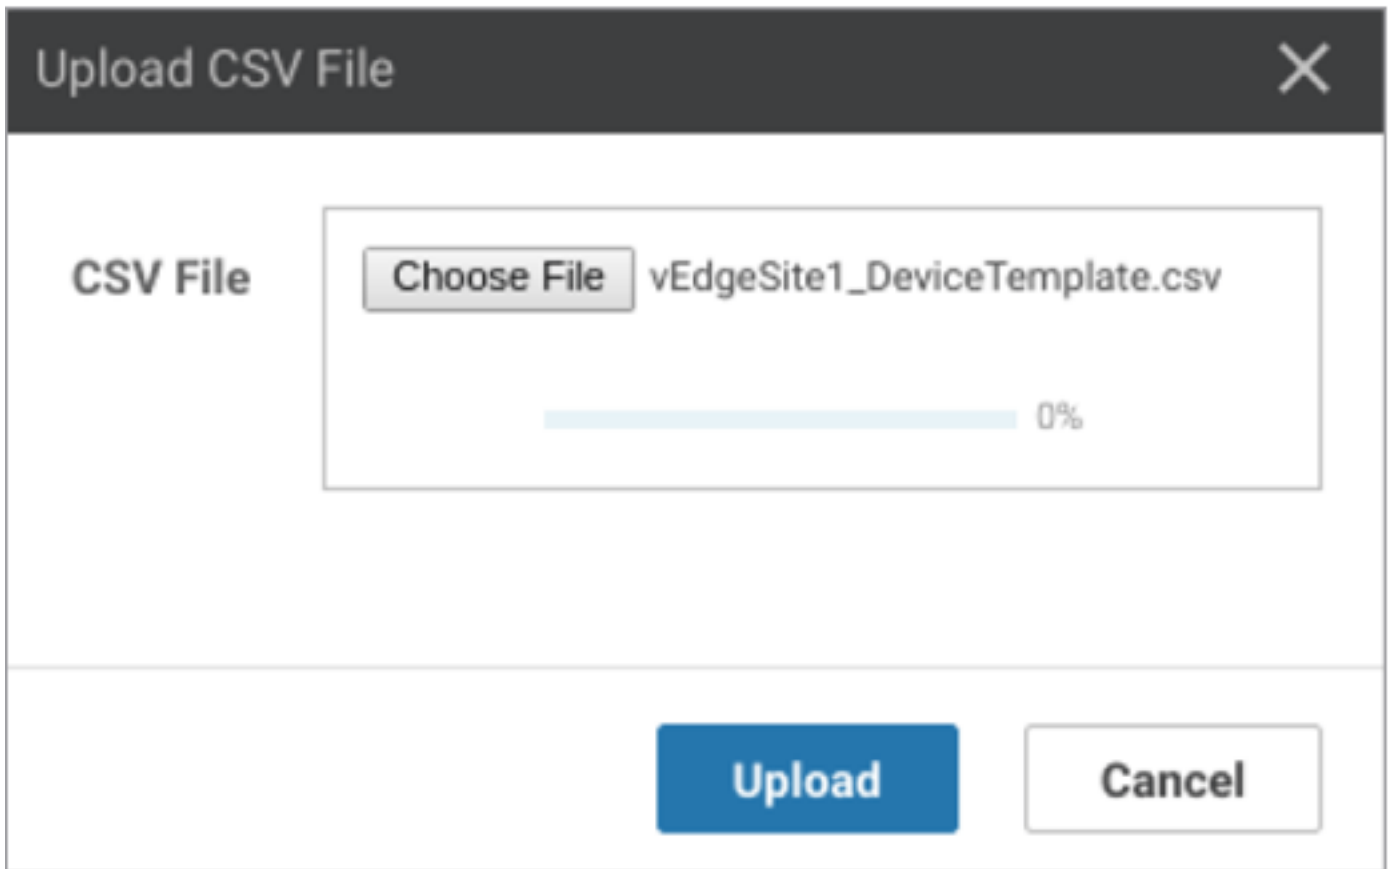 Upload CSV File
CSV File
Choose File vEdgeSite1_DeviceTemplate.csv
0%
Upload
Cancel